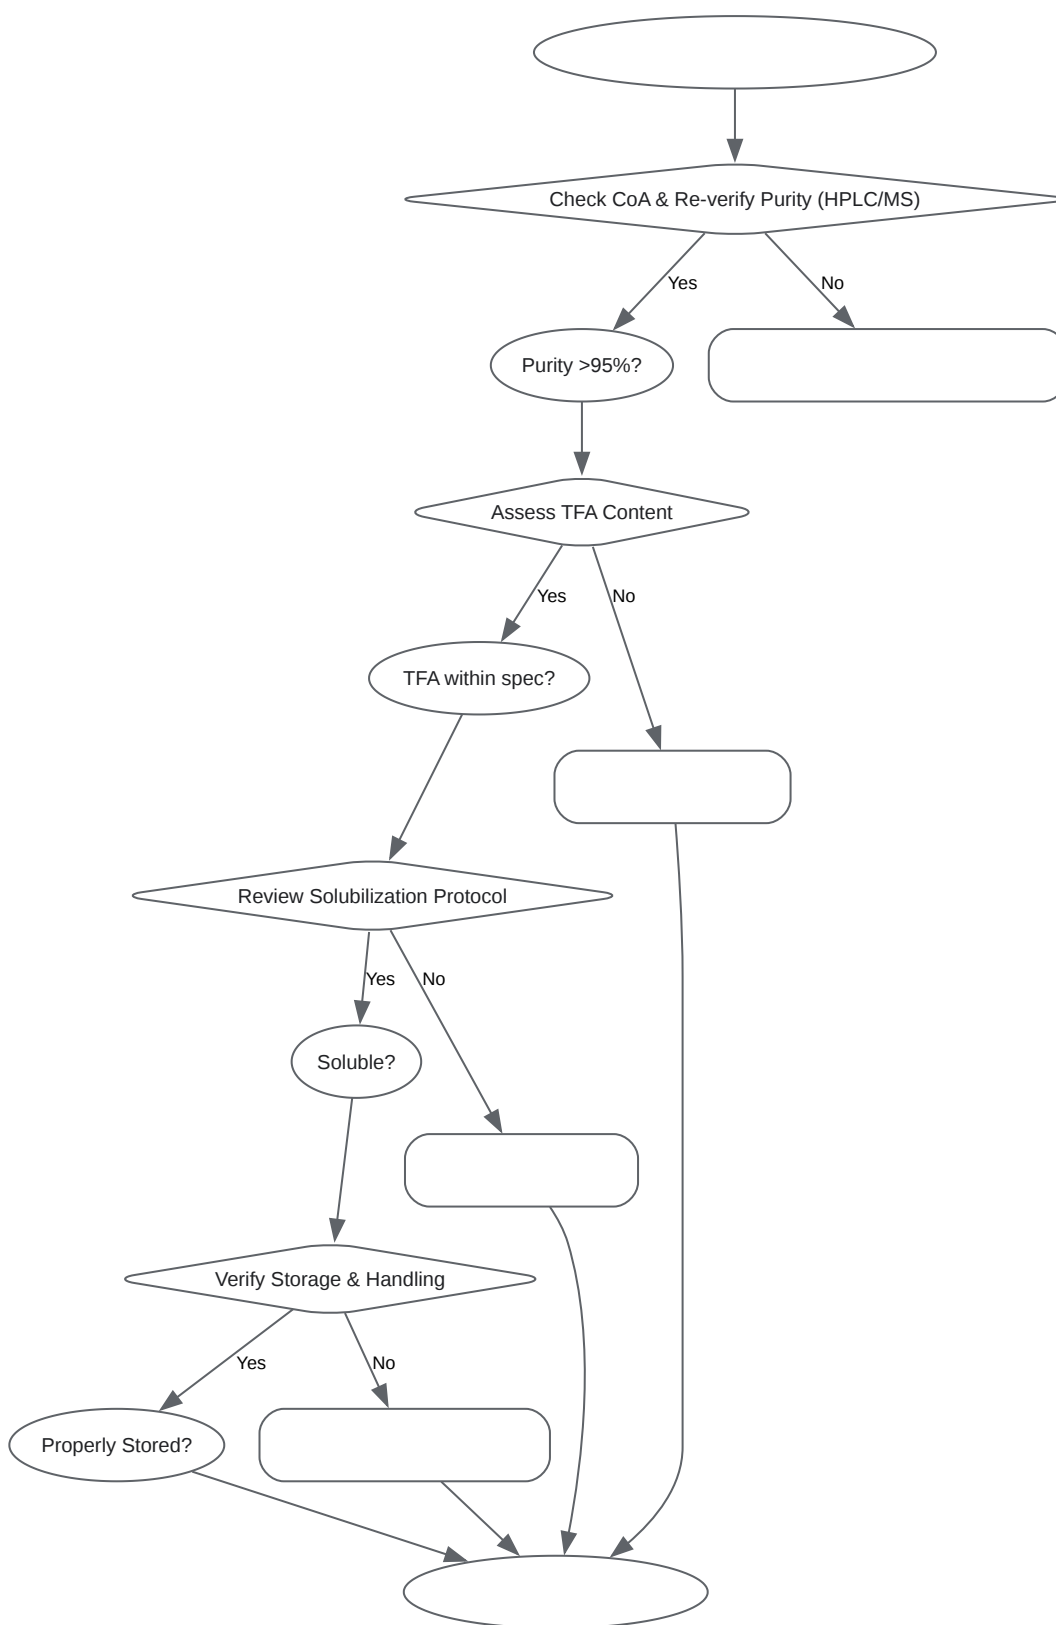 Check CoA & Re-verify Purity (HPLC/MS)
Yes
No
Purity >95%?
Assess TFA Content
Yes
No
TFA within spec?
Review Solubilization Protocol
Yes
No
Soluble?
Verify Storage & Handling
Yes
No
Properly Stored?